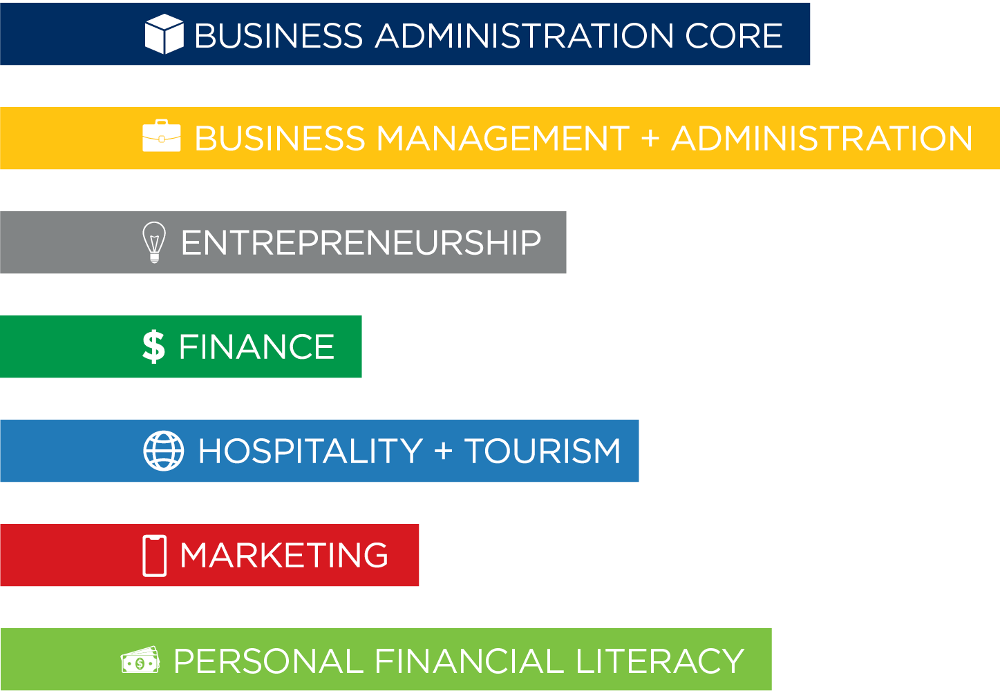 BUSINESS ADMINISTRATION CORE
BUSINESS MANAGEMENT + ADMINISTRATION
ENTREPRENEURSHIP
$ FINANCE
HOSPITALITY + TOURISM
MARKETING
$ PERSONAL FINANCIAL LITERACY